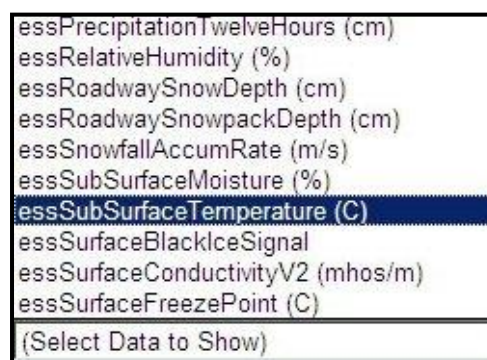 essPrecipitationTwelveHours (cm)
essRelativeHumidity (%)
essRoadwaySnowDepth (cm)
essRoadwaySnowpackDepth (cm)
essSnowfallAccumRate (m/s)
essSubSurfaceMoisture (%)
essSubSurfaceTemperature (C)
essSurfaceBlackIceSignal
essSurfaceConductivityV2 (mhos/m)
essSurfaceFreezePoint (C)
(Select Data to Show)